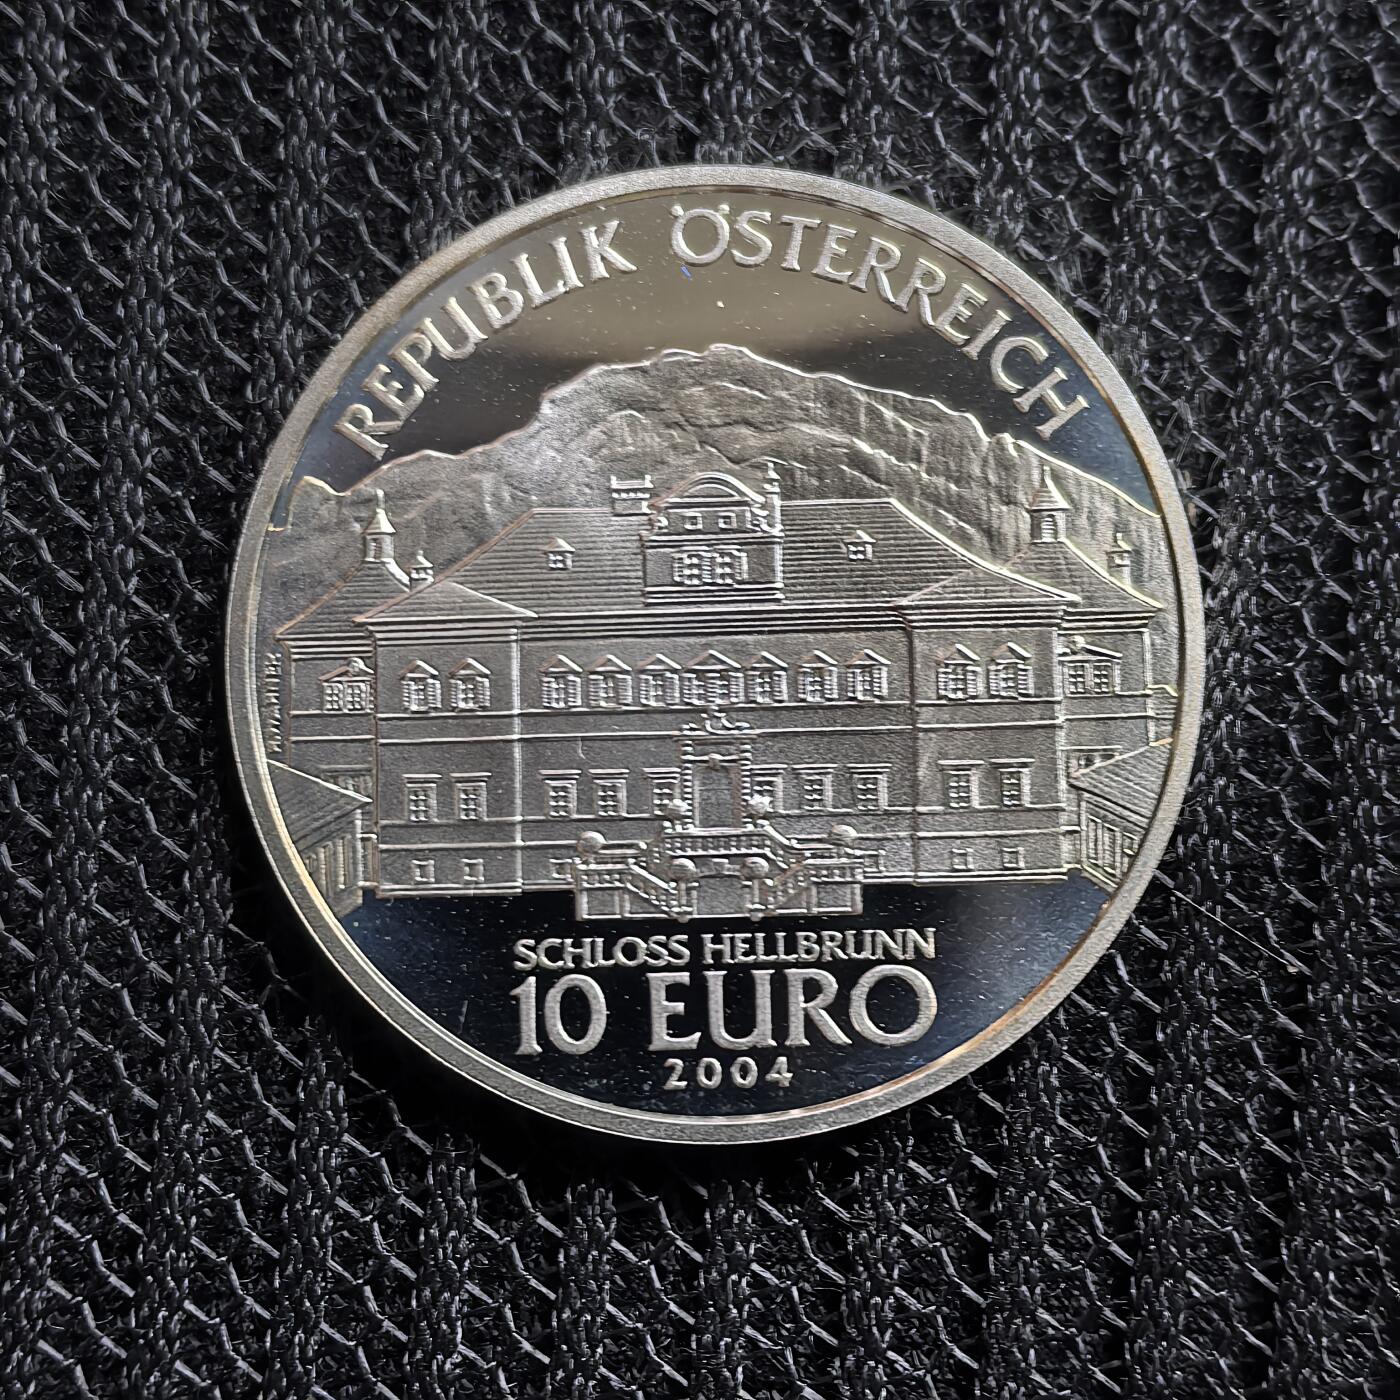 REPUBLIK ÖSTERREICH
SCHLOSS HELLBRUNN
10 EURO
2004